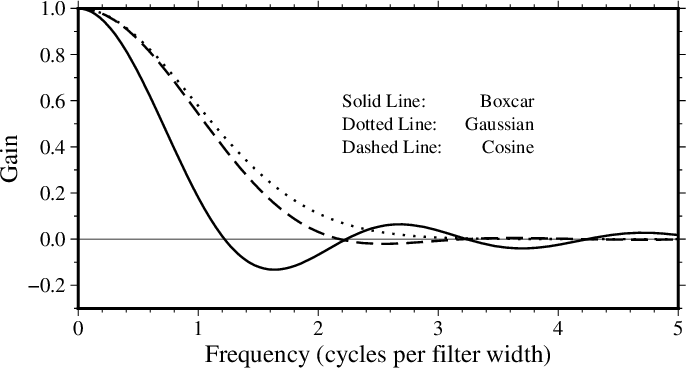 1.0
0.8
0.6
0.4
0.2
0.0
−0.2
Gain
Solid Line: Boxcar
Dotted Line: Gaussian
Dashed Line: Cosine
0 1 2 3 4 5
Frequency (cycles per filter width)